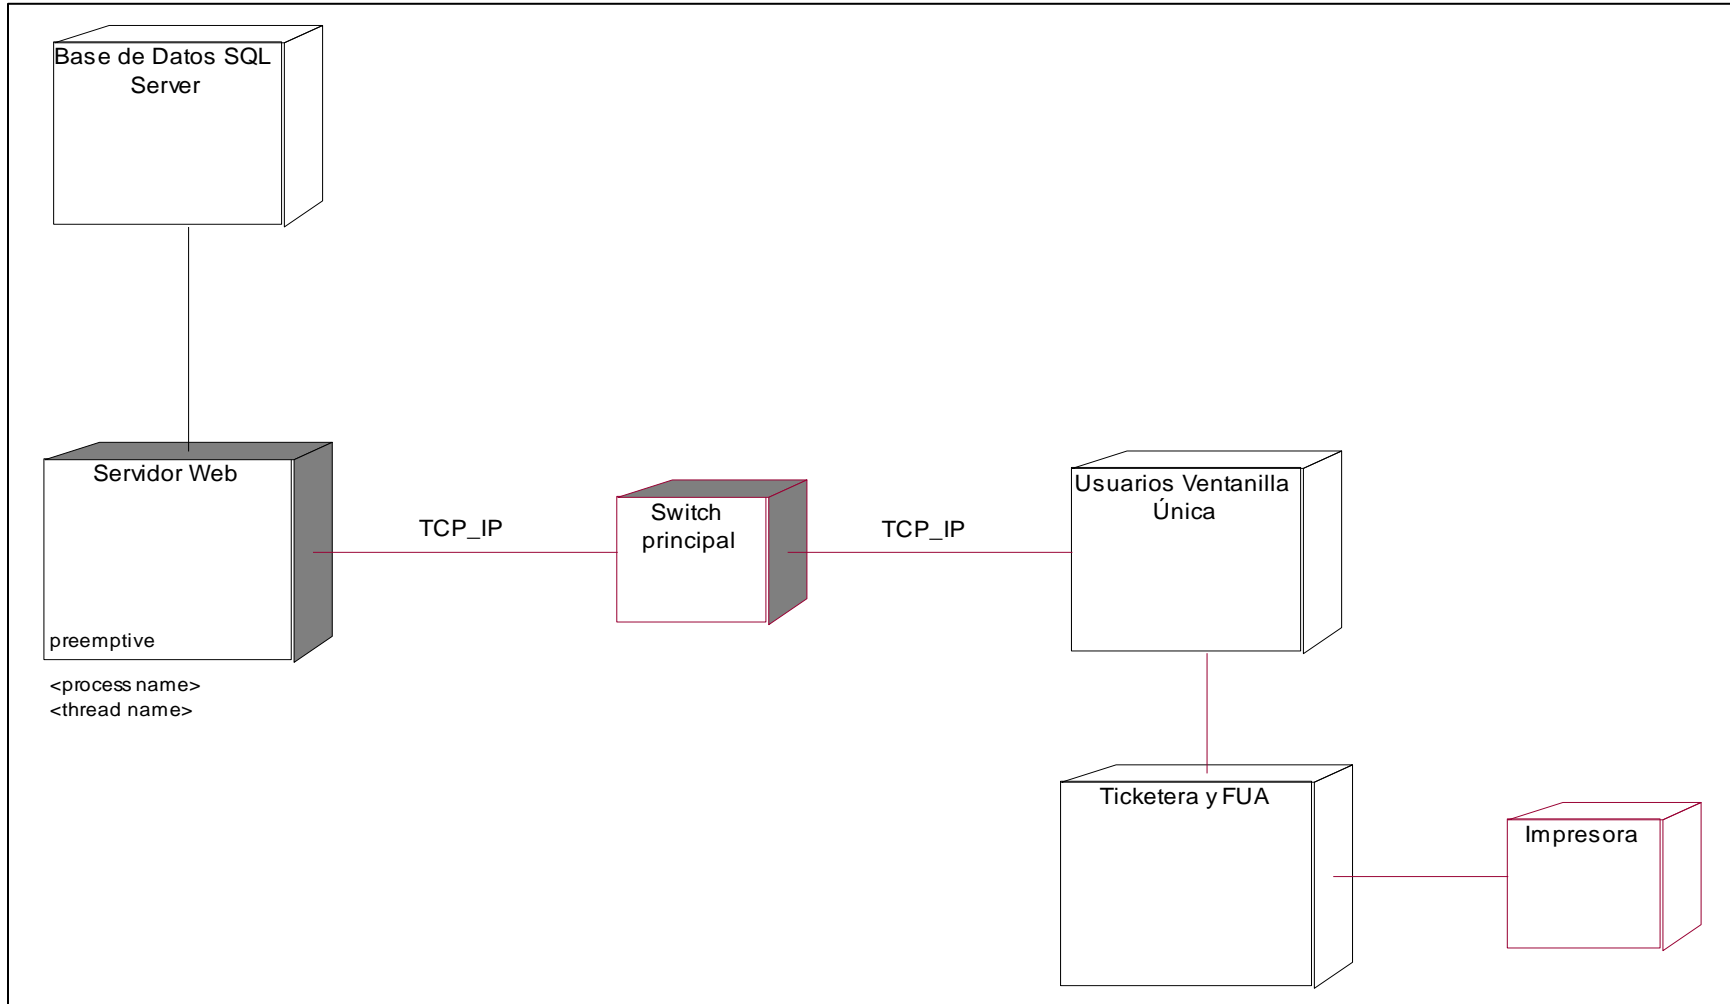 Base de Datos SQL
Server
Servidor Web
preemptive
<process name>
<thread name>
TCP_IP
Switch
principal
TCP_IP
Usuarios Ventanilla
Única
Ticketera y FUA
Impresora